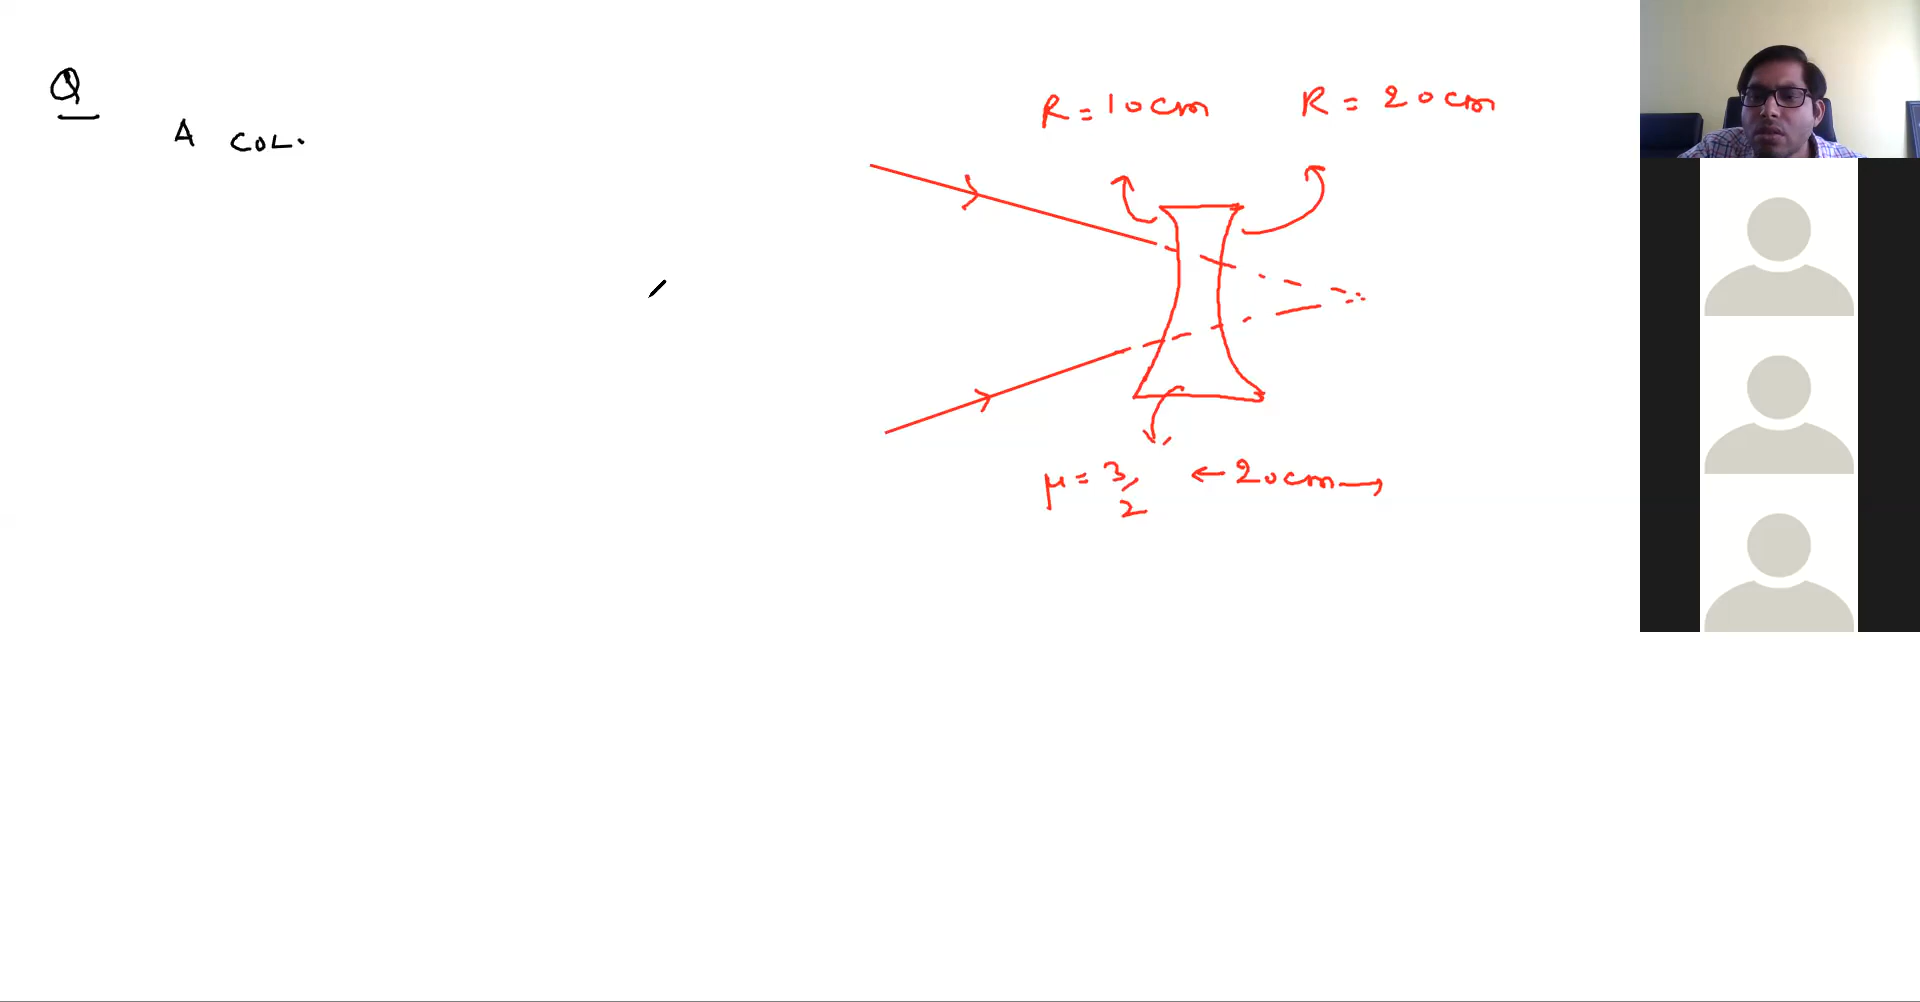 Q
A COL.
R = 10 cm
R = 20 cm
μ = 3/2
← 20 cm →